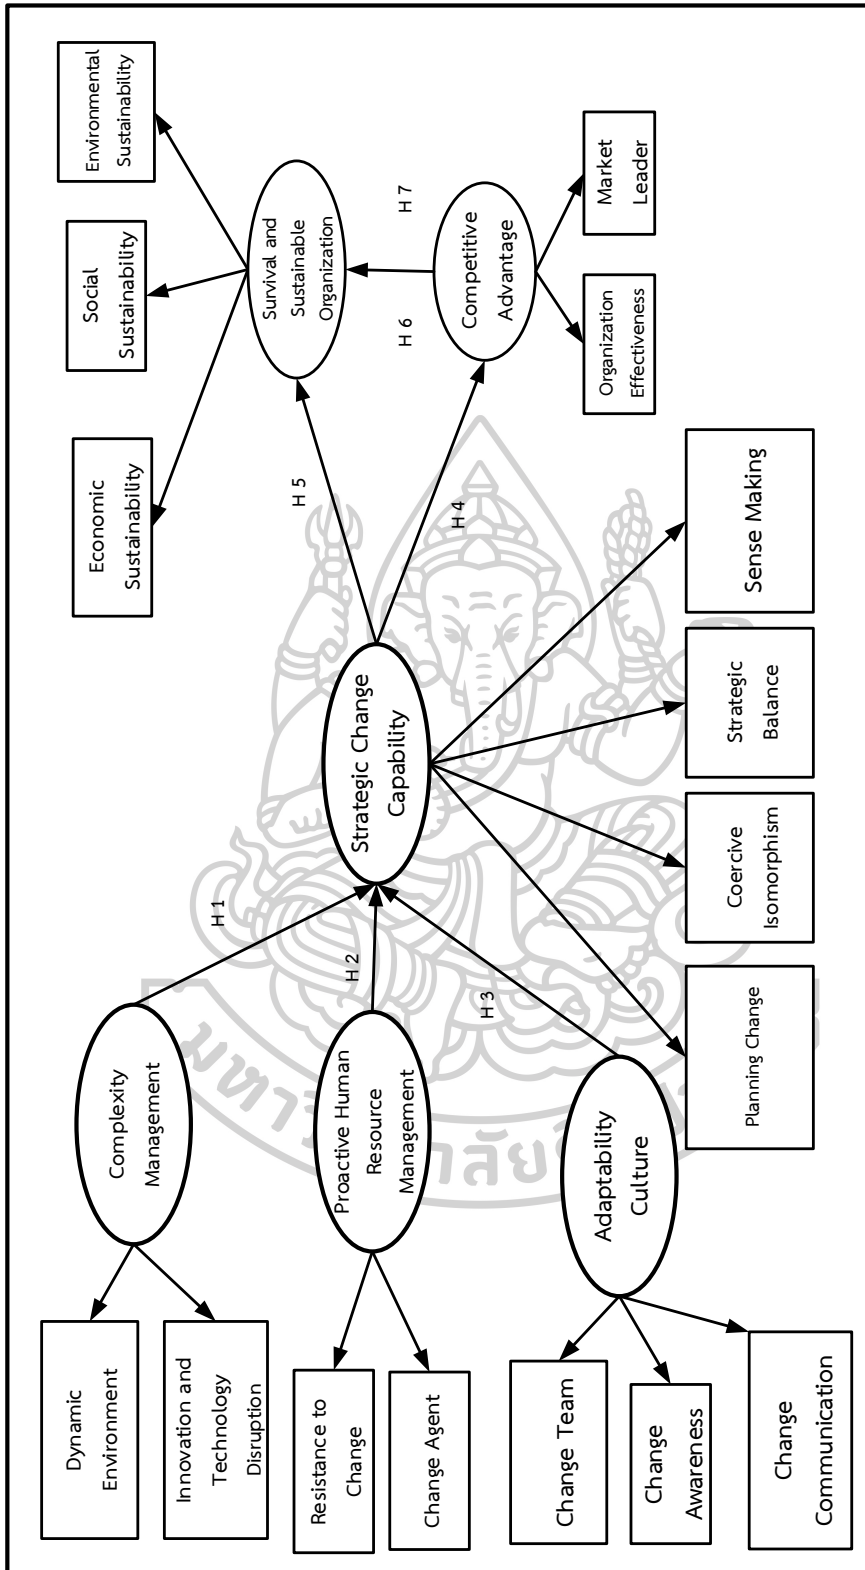 Dynamic
Environment
Innovation and
Technology
Disruption
Resistance to
Change
Change Agent
Change Team
Change
Awareness
Change
Communication
Complexity
Management
Proactive Human
Resource
Management
Adaptability
Culture
H 1
H 2
H 3
Strategic Change
Capability
Planning Change
Coercive
Isomorphism
Strategic
Balance
Sense Making
H 5
H 4
Economic
Sustainability
Social
Sustainability
Environmental
Sustainability
Survival and
Sustainable
Organization
H 6
H 7
Competitive
Advantage
Organization
Effectiveness
Market
Leader